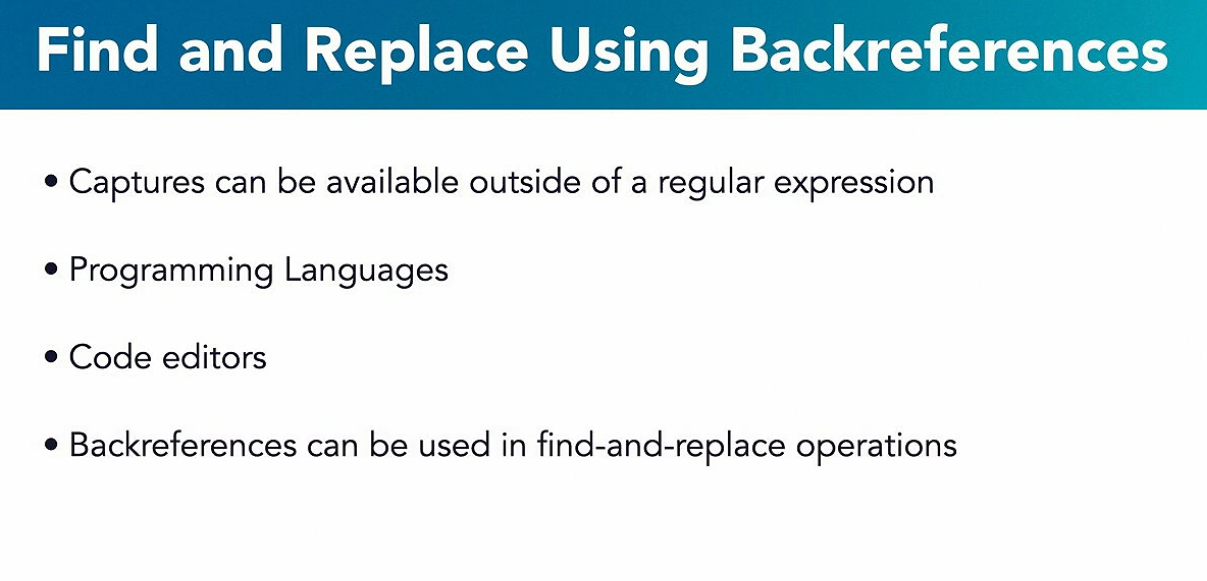 Find and Replace Using Backreferences
• Captures can be available outside of a regular expression
• Programming Languages
• Code editors
• Backreferences can be used in find-and-replace operations